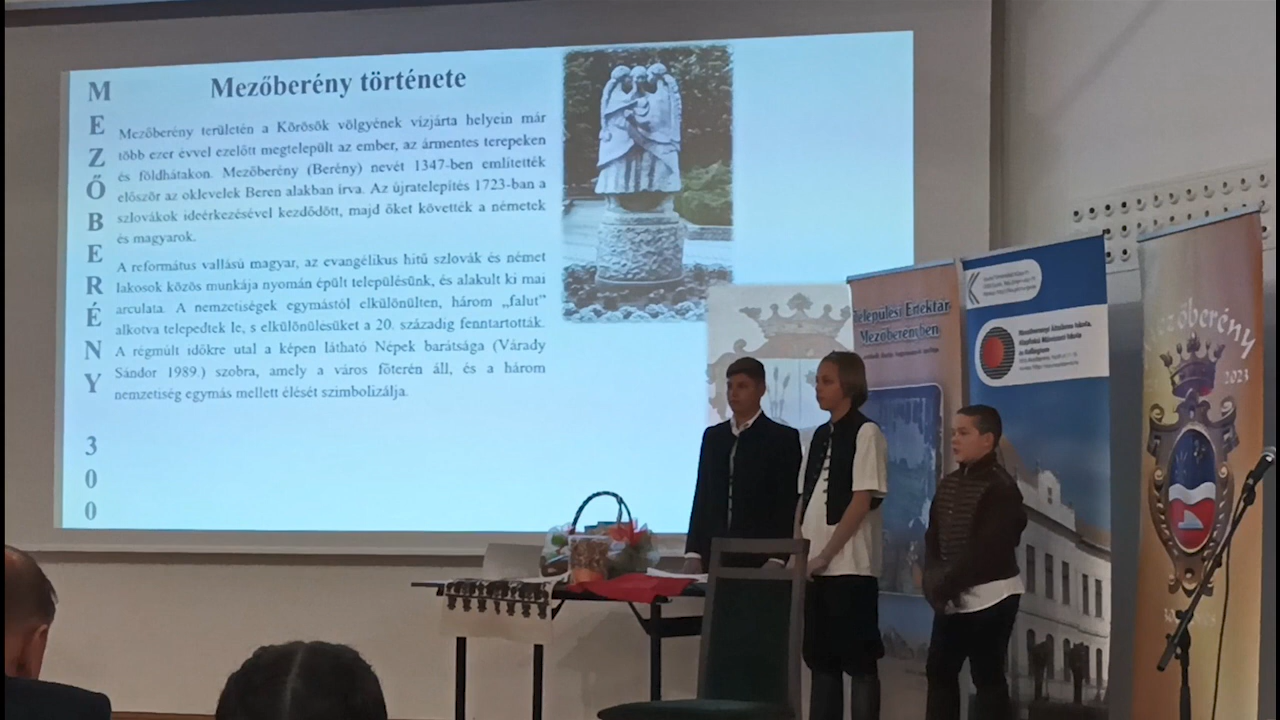 MEZŐBERÉNY 300
Mezőberény története
Mezőberény területén a Körösök völgyének vízjárta helyein már
több ezer évvel ezelőtt megtelepült az ember, az ármentes terepeken
és földhátakon. Mezőberény (Berény) nevét 1347-ben említették
először az oklevelek Beren alakban írva. Az újratelepítés 1723-ban a
szlovákok ideérkezésével kezdődött, majd őket követték a németek
és magyarok.
A református vallású magyar, az evangélikus hitű szlovák és német
lakosok közös munkája nyomán épült településünk, és alakult ki mai
arculata. A nemzetiségek egymástól elkülönülten, három „falut”
alkotva telepedtek le, s elkülönülésüket a 20. századig fenntartották.
A régmúlt időkre utal a képen látható Népek barátsága (Várady
Sándor 1989.) szobra, amely a város főterén áll, és a három
nemzetiség egymás mellett élését szimbolizálja.
Települési Értéktár
Mezőberényben
Mezőberény
2023